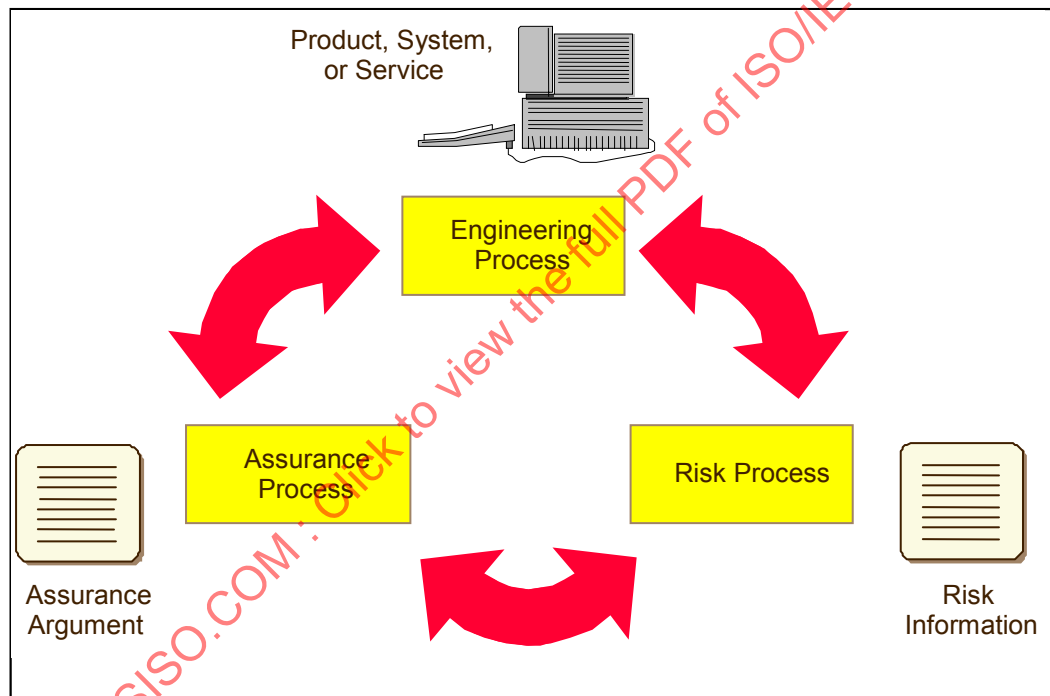 Product, System,
or Service
Engineering
Process
Assurance
Process
Risk Process
Assurance
Argument
Risk
Information
SISO.COM : Click to view the full PDF of ISO/IE